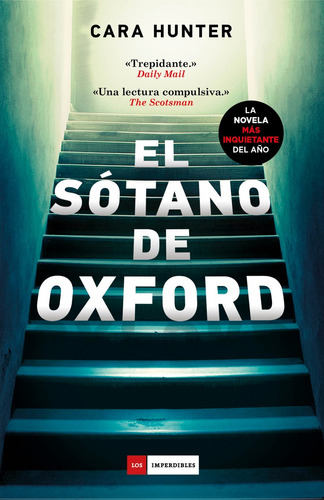 CARA HUNTER
«Trepidante.»
Daily Mail
«Una lectura compulsiva.»
The Scotsman
LA
NOVELA
MÁS
INQUIETANTE
DEL AÑO
EL
SÓTANO
DE
OXFORD
LOS IMPERDIBLES